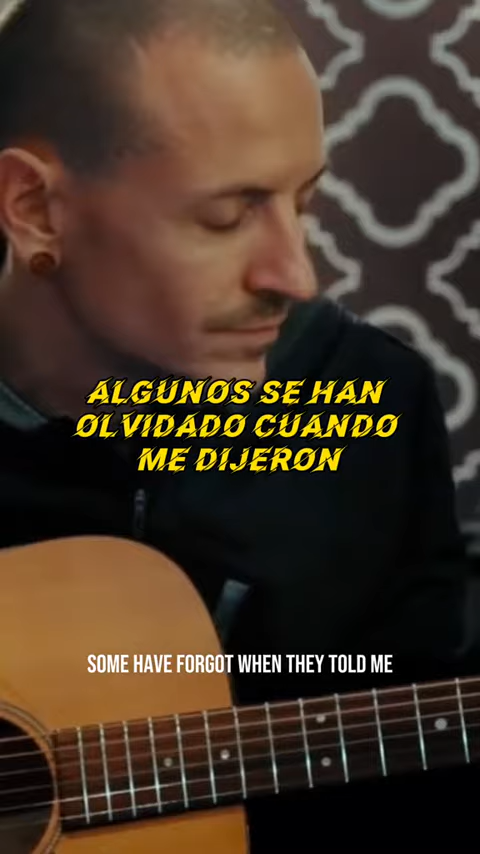 ALGUNOS SE HAN
OLVIDADO CUANDO
ME DIJERON
SOME HAVE FORGOT WHEN THEY TOLD ME